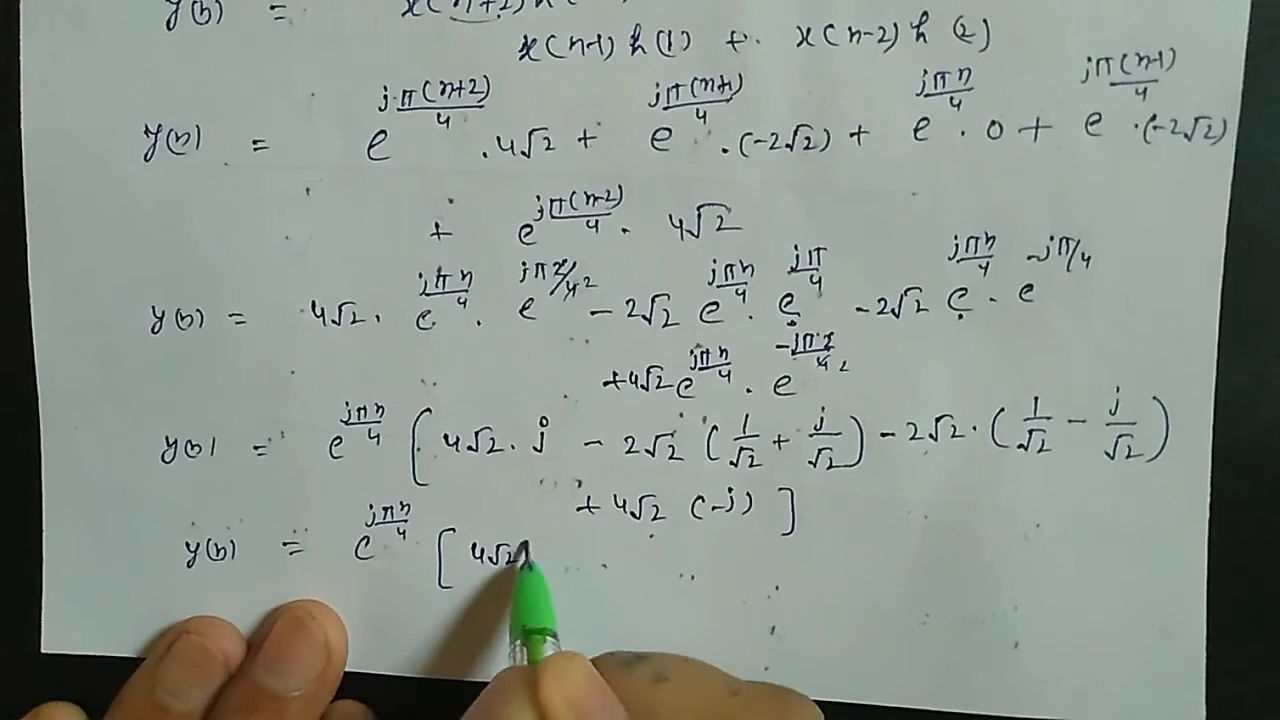 y(n) = x(n+2)h(
x(n-1) h(1) + x(n-2) h(2)
y(n) = e^{jπ(n+2)/4} . 4√2 + e^{jπ(n+1)/4} . (-2√2) + e^{jπn/4} . 0 + e^{jπ(n-1)/4} . (-2√2)
+ e^{jπ(n-2)/4} . 4√2
y(n) = 4√2 . e^{jπn/4} . e^{jπ2/42} - 2√2 e^{jπn/4} . e^{jπ/4} - 2√2 e^{jπn/4} . e^{-jπ/4}
+ 4√2 e^{jπn/4} . e^{-jπ2/42}
y(n) = e^{jπn/4} [ 4√2 . j - 2√2 (1/√2 + j/√2) - 2√2 . (1/√2 - j/√2)
+ 4√2 (-j) ]
y(n) = e^{jπn/4} [ 4√2